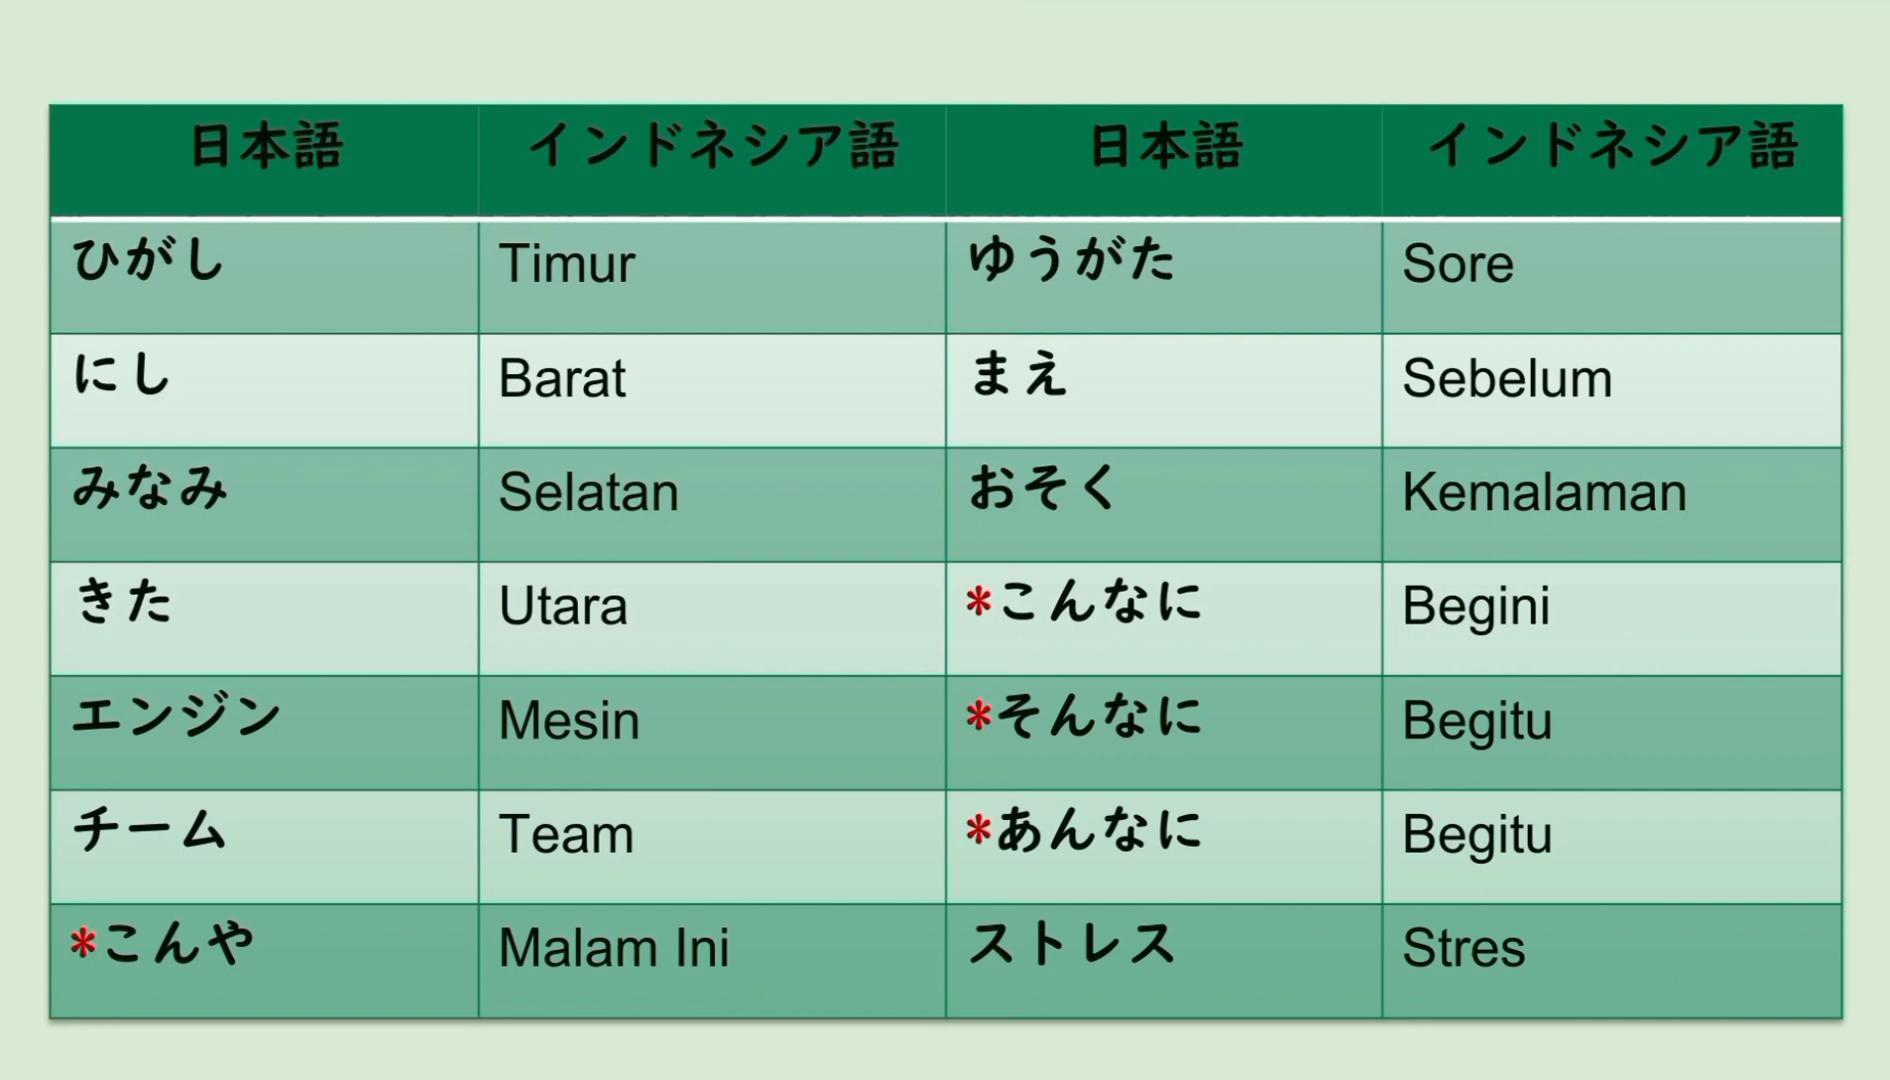 日本語 インドネシア語 日本語 インドネシア語
ひがし Timur ゆうがた Sore
にし Barat まえ Sebelum
みなみ Selatan おそく Kemalaman
きた Utara *こんなに Begini
エンジン Mesin *そんなに Begitu
チーム Team *あんなに Begitu
*こんや Malam Ini ストレス Stres